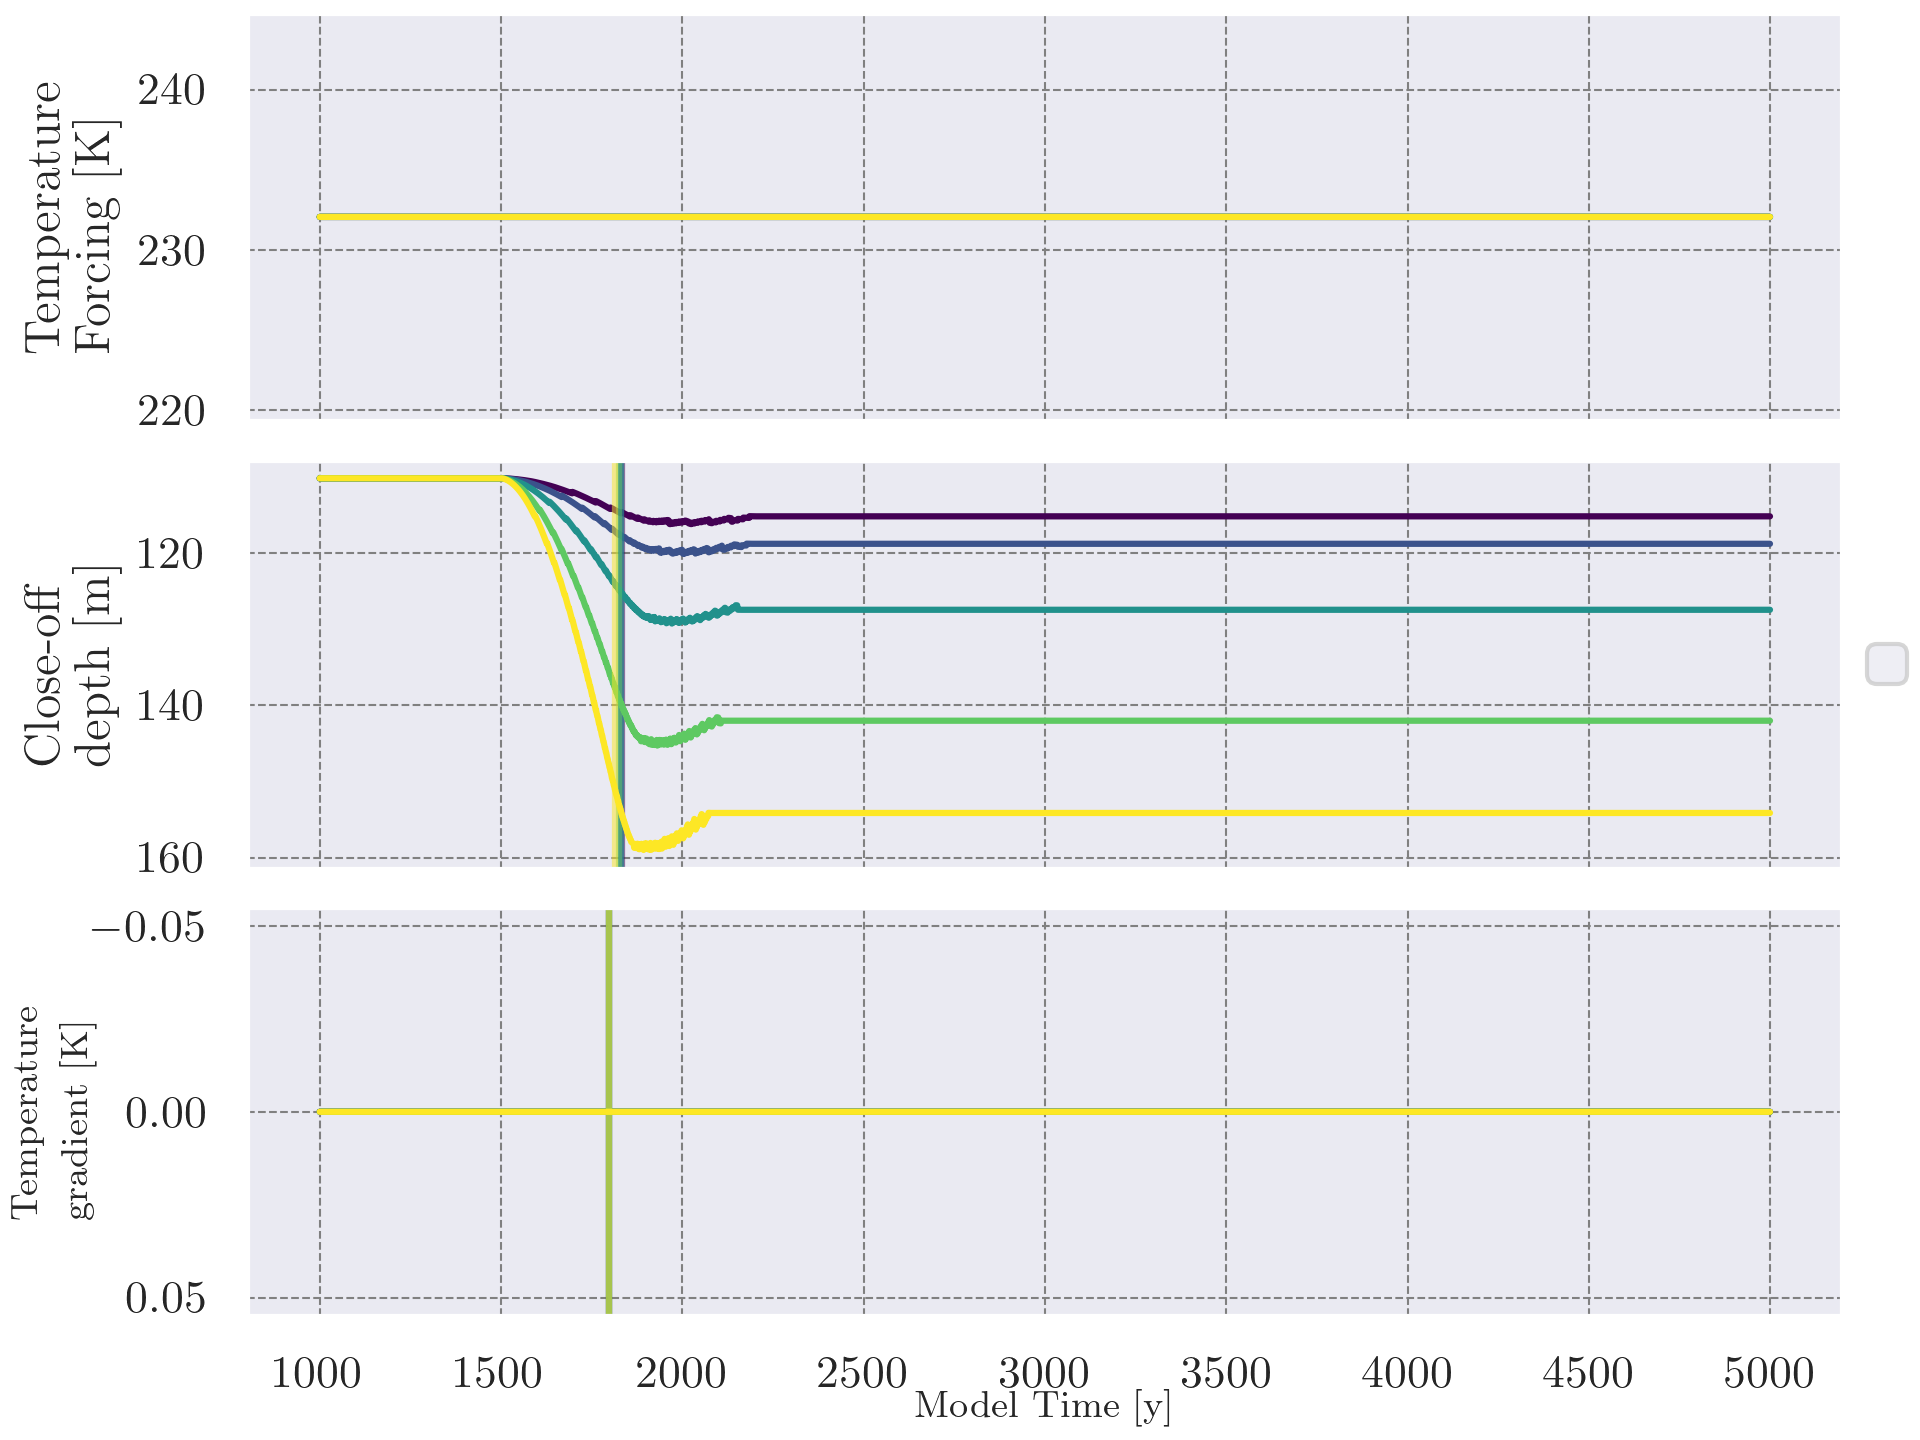 Temperature
Forcing [K]
240
230
220
Close-off
depth [m]
120
140
160
Temperature
gradient [K]
−0.05
0.00
0.05
1000 1500 2000 2500 3000 3500 4000 4500 5000
Model Time [y]